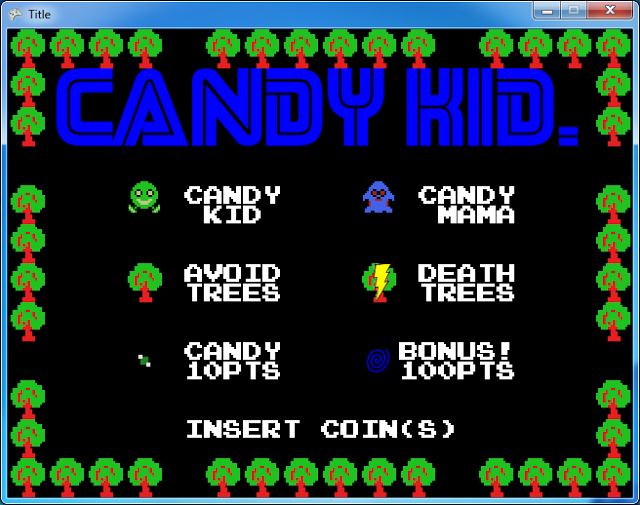 Title
CANDY KID.
CANDY KID
CANDY MAMA
AVOID TREES
DEATH TREES
CANDY 10PTS
BONUS! 100PTS
INSERT COIN(S)